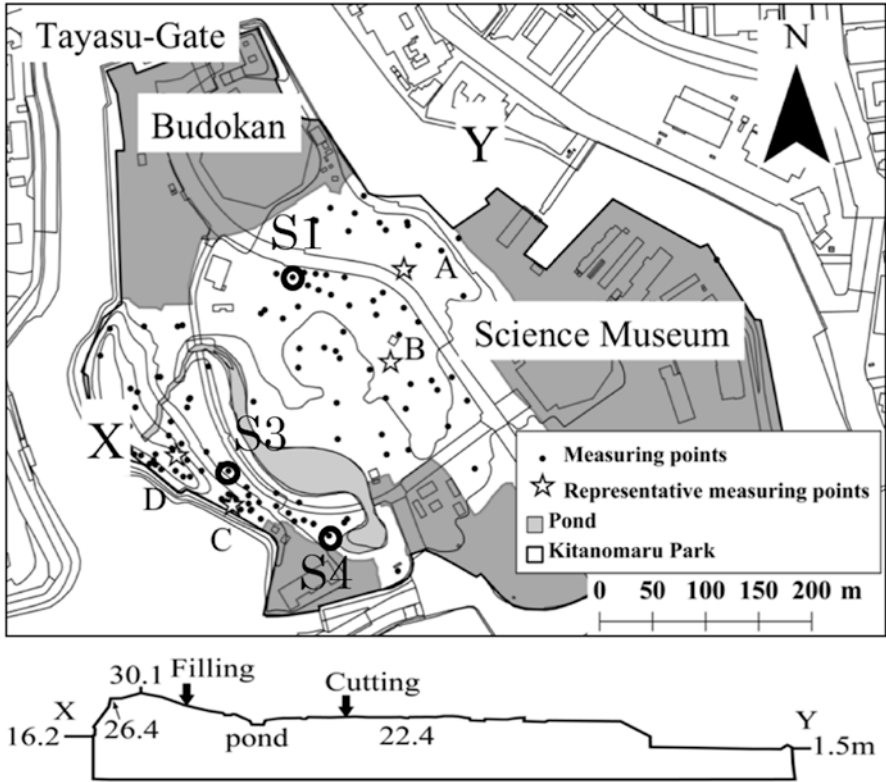 Tayasu-Gate
N
Budokan
Y
S1
A
Science Museum
B
X
S3
D
C
S4
Measuring points
Representative measuring points
Pond
Kitanomaru Park
0 50 100 150 200 m
30.1 Filling
Cutting
X
16.2
26.4
pond
22.4
Y
1.5m